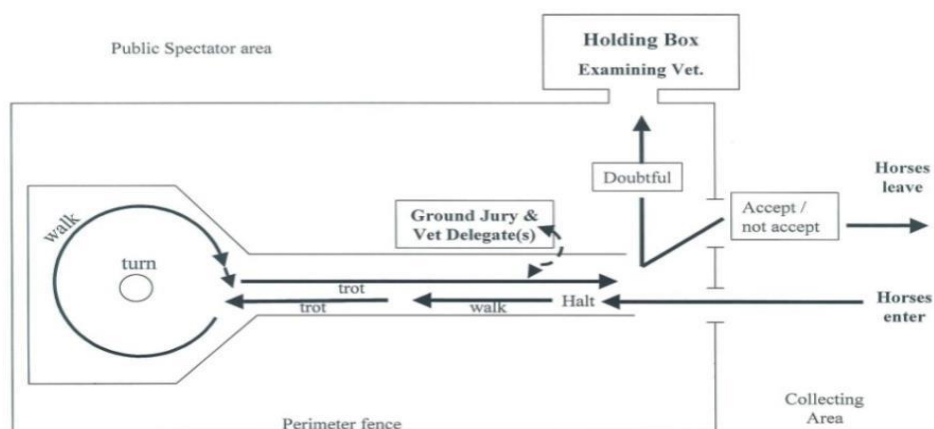 Public Spectator area
Holding Box
Examining Vet.
Doubtful
Horses
leave
Accept /
not accept
Ground Jury &
Vet Delegate(s)
walk
turn
trot
trot
walk
Halt
Horses
enter
Collecting
Area
Perimeter fence